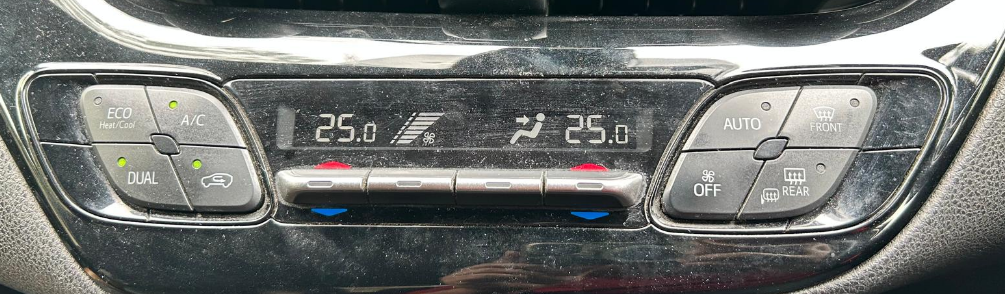 ECO
Heat/Cool
A/C
DUAL
25.0
25.0
AUTO
FRONT
OFF
REAR